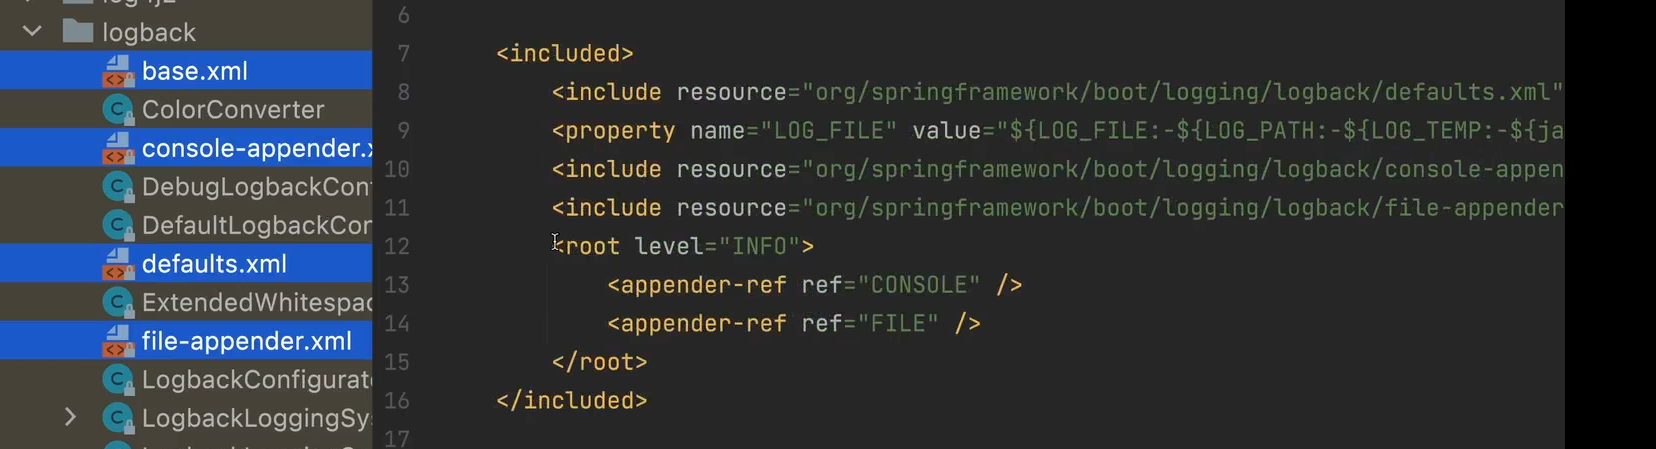 logback
base.xml
ColorConverter
console-appender.x
DebugLogbackCon
DefaultLogbackCor
defaults.xml
ExtendedWhitespac
file-appender.xml
LogbackConfigurat
LogbackLoggingSy
6
7 <included>
8 <include resource="org/springframework/boot/logging/logback/defaults.xml"
9 <property name="LOG_FILE" value="${LOG_FILE:-${LOG_PATH:-${LOG_TEMP:-${ja
10 <include resource="org/springframework/boot/logging/logback/console-appen
11 <include resource="org/springframework/boot/logging/logback/file-appender
12 <root level="INFO">
13 <appender-ref ref="CONSOLE" />
14 <appender-ref ref="FILE" />
15 </root>
16 </included>
17